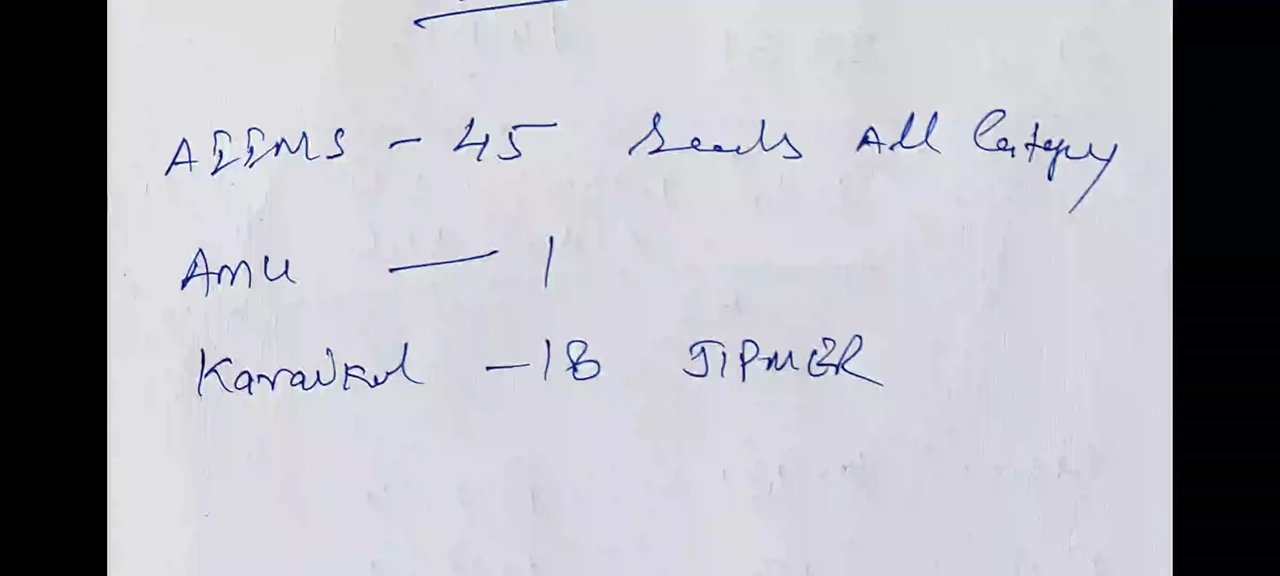 AIIMS - 45 Seats All Category
AMU — 1
Karaikal - 18 JIPMER